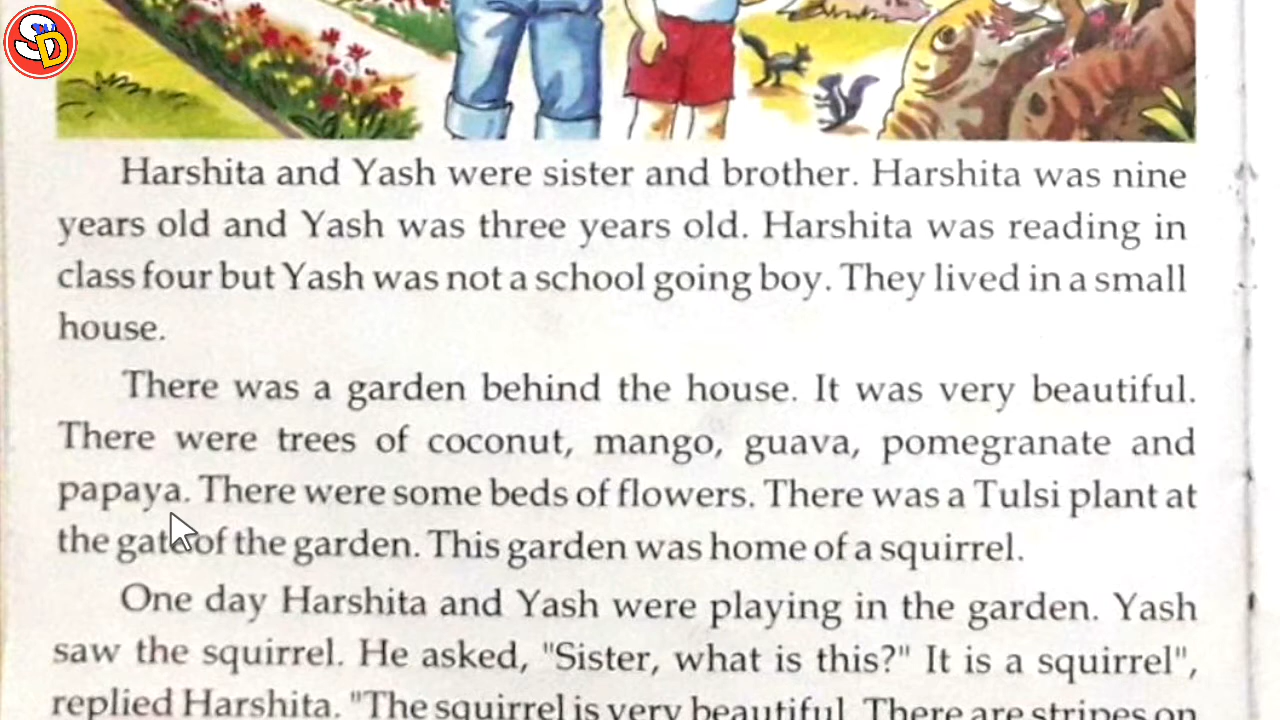 SD
Harshita and Yash were sister and brother. Harshita was nine
years old and Yash was three years old. Harshita was reading in
class four but Yash was not a school going boy. They lived in a small
house.
There was a garden behind the house. It was very beautiful.
There were trees of coconut, mango, guava, pomegranate and
papaya. There were some beds of flowers. There was a Tulsi plant at
the gate of the garden. This garden was home of a squirrel.
One day Harshita and Yash were playing in the garden. Yash
saw the squirrel. He asked, "Sister, what is this?" It is a squirrel",
replied Harshita. "The squirrel is very beautiful. There are stripes on